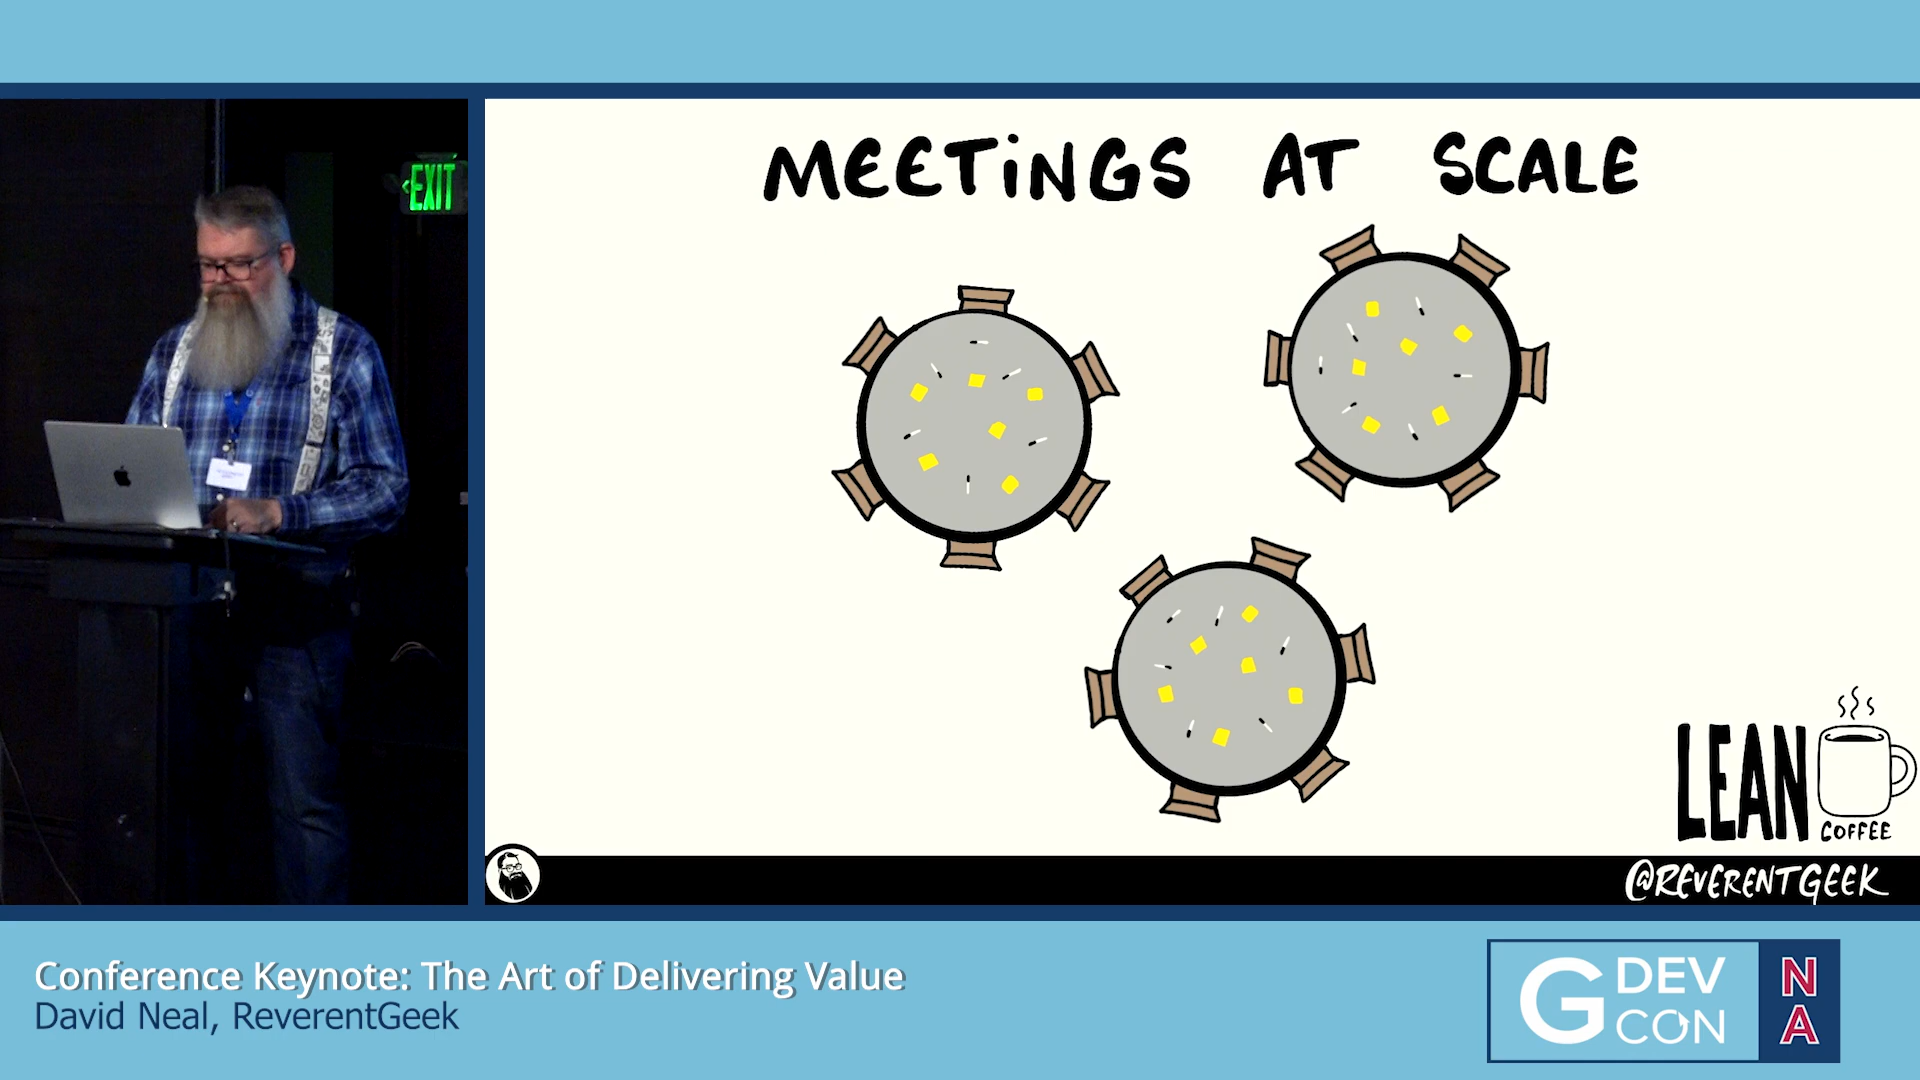 EXIT
MEETiNGS AT SCALE
LEAN
COFFEE
@REVERENTGEEK
Conference Keynote: The Art of Delivering Value
David Neal, ReverentGeek
G DEV CON
N A